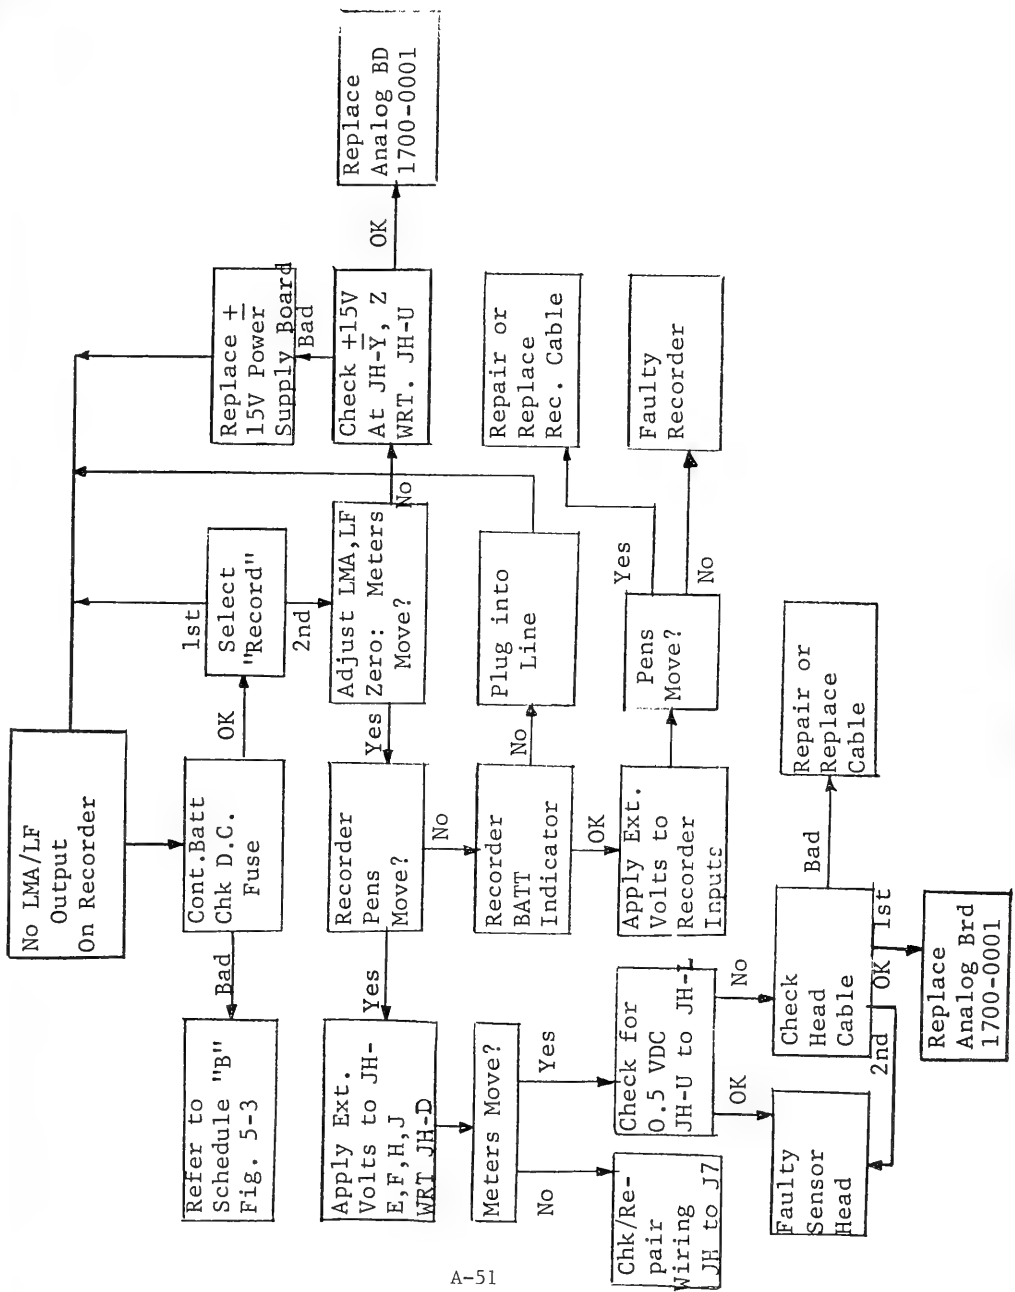 No LMA/LF
Output
On Recorder
Refer to
Schedule "B"
Fig. 5-3
Bad
Cont.Batt
Chk D.C.
Fuse
OK
1st
Select
"Record"
2nd
Replace +
15V Power
Supply Board
Bad
Apply Ext.
Volts to JH-
E,F,H,J
WRT JH-D
Yes
Recorder
Pens
Move?
Yes
Adjust LMA,LF
Zero: Meters
Move?
No
Check ±15V
At JH-Y, Z
WRT. JH-U
OK
Replace
Analog BD
1700-0001
Meters Move?
No
Yes
No
Recorder
BATT
Indicator
No
Plug into
Line
OK
Repair or
Replace
Rec. Cable
Chk/Re-
pair
Wiring
JH to J7
Check for
0.5 VDC
JH-U to JH-L
OK
No
Apply Ext.
Volts to
Recorder
Inputs
Pens
Move?
Yes
No
Faulty
Recorder
Faulty
Sensor
Head
2nd
Check
Head
Cable
OK 1st
Bad
Repair or
Replace
Cable
Replace
Analog Brd
1700-0001
A-51